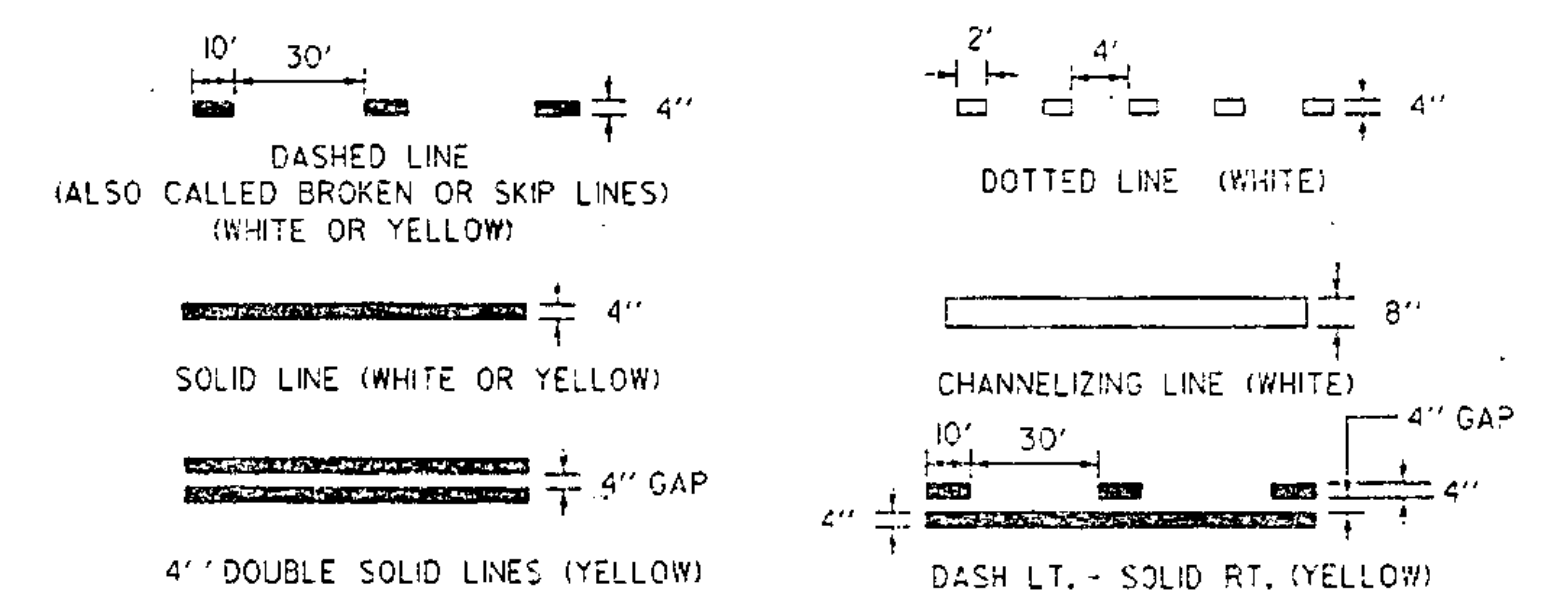 10' 30'
4''
DASHED LINE
(ALSO CALLED BROKEN OR SKIP LINES)
(WHITE OR YELLOW)
2' 4'
4''
DOTTED LINE (WHITE)
4''
SOLID LINE (WHITE OR YELLOW)
8''
CHANNELIZING LINE (WHITE)
4'' GAP
4'' DOUBLE SOLID LINES (YELLOW)
4'' GAP
10' 30'
4''
4''
DASH LT. - SOLID RT. (YELLOW)